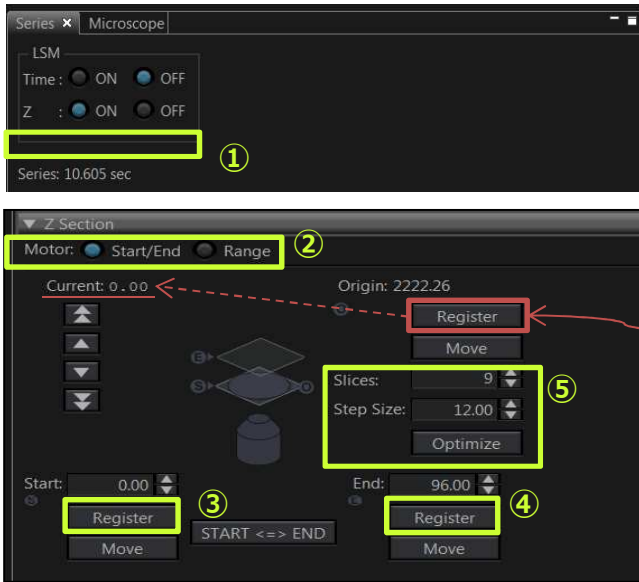 Series × Microscope
LSM
Time : ON OFF
Z : ON OFF
①
Series: 10.605 sec
▼ Z Section
Motor: Start/End Range ②
Current: 0.00 Origin: 2222.26
Register
Move
E
S O
Slices: 9 ⑤
Step Size: 12.00
Optimize
Start: 0.00 ③ End: 96.00 ④
Register START <=> END Register
Move Move